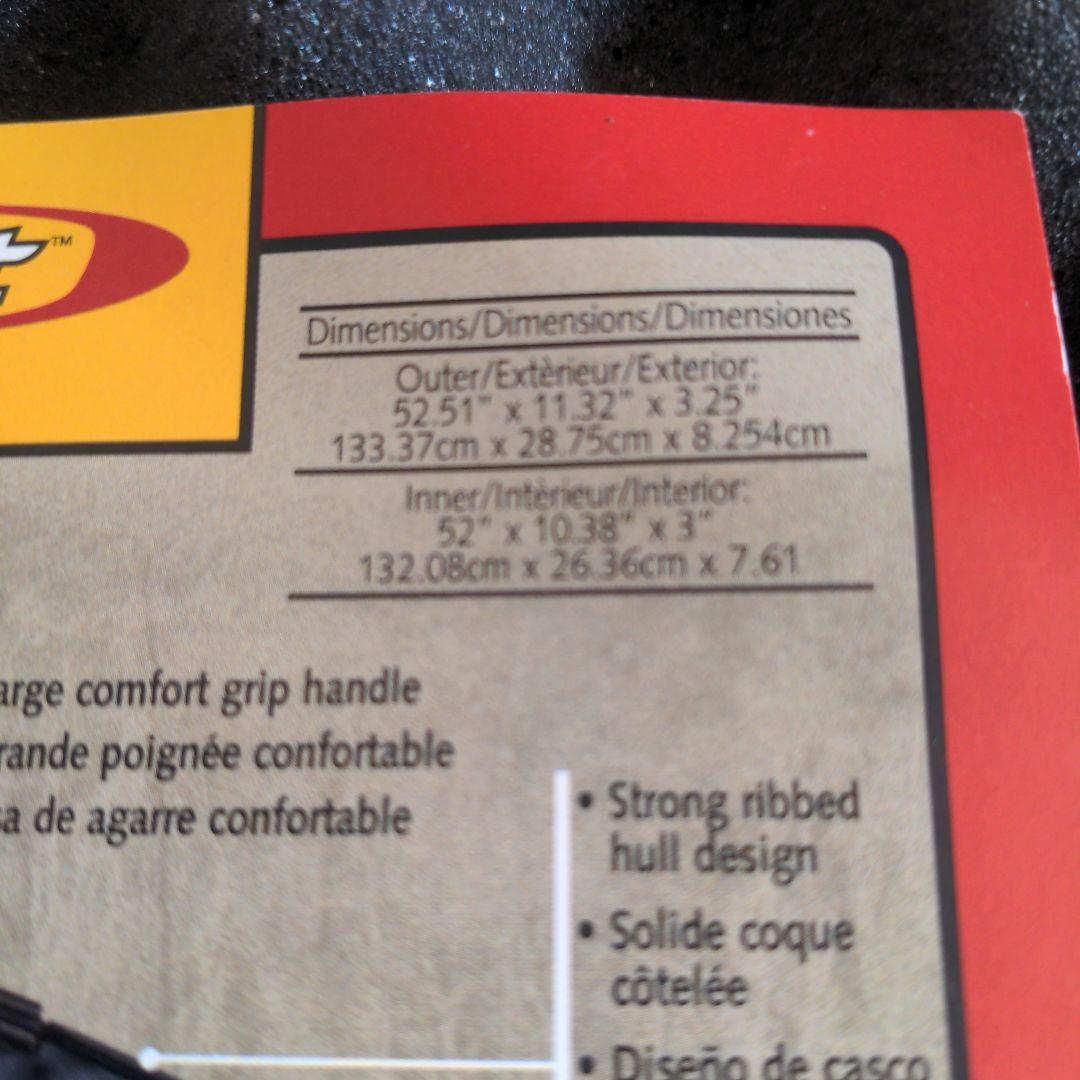 TM
Dimensions/Dimensions/Dimensiones
Outer/Extèrieur/Exterior:
52.51" x 11.32" x 3.25"
133.37cm x 28.75cm x 8.254cm
Inner/Intèrieur/Interior:
52" x 10.38" x 3"
132.08cm x 26.36cm x 7.61
arge comfort grip handle
rande poignée confortable
sa de agarre confortable
• Strong ribbed
hull design
• Solide coque
côtelée
• Diseño de casco